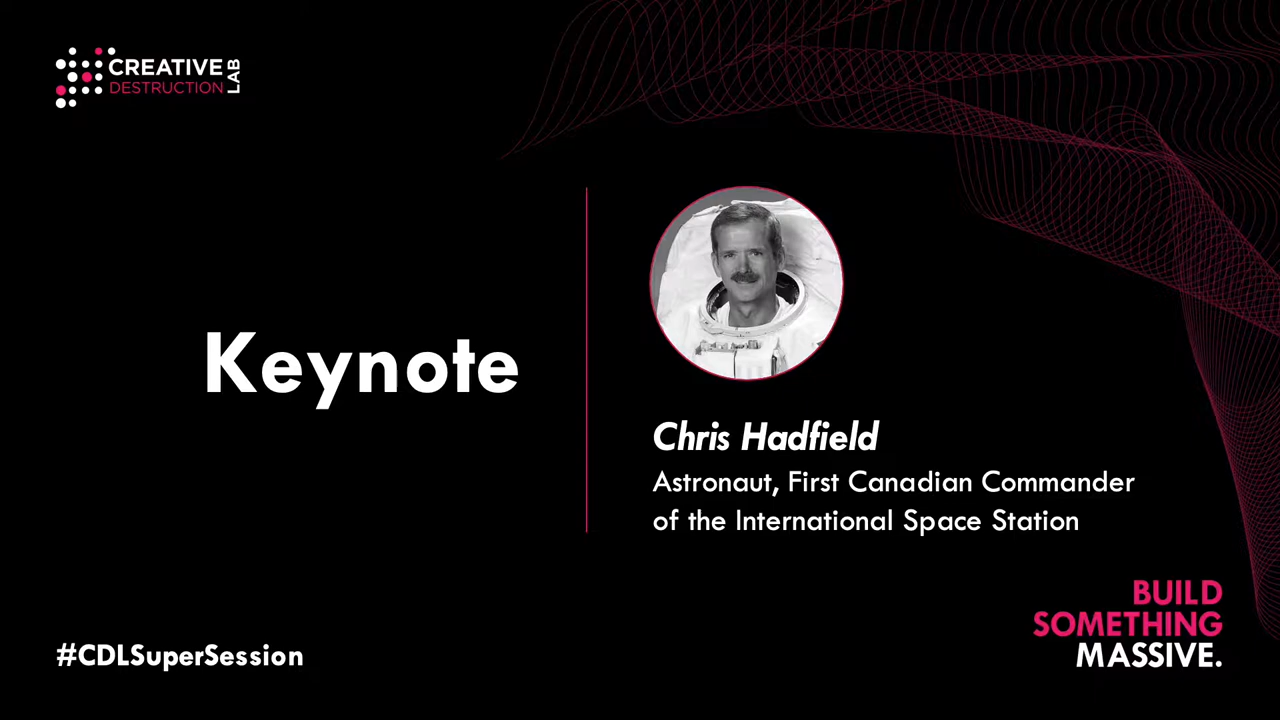 CREATIVE
DESTRUCTION
LAB
Keynote
Chris Hadfield
Astronaut, First Canadian Commander
of the International Space Station
#CDLSuperSession
BUILD
SOMETHING
MASSIVE.